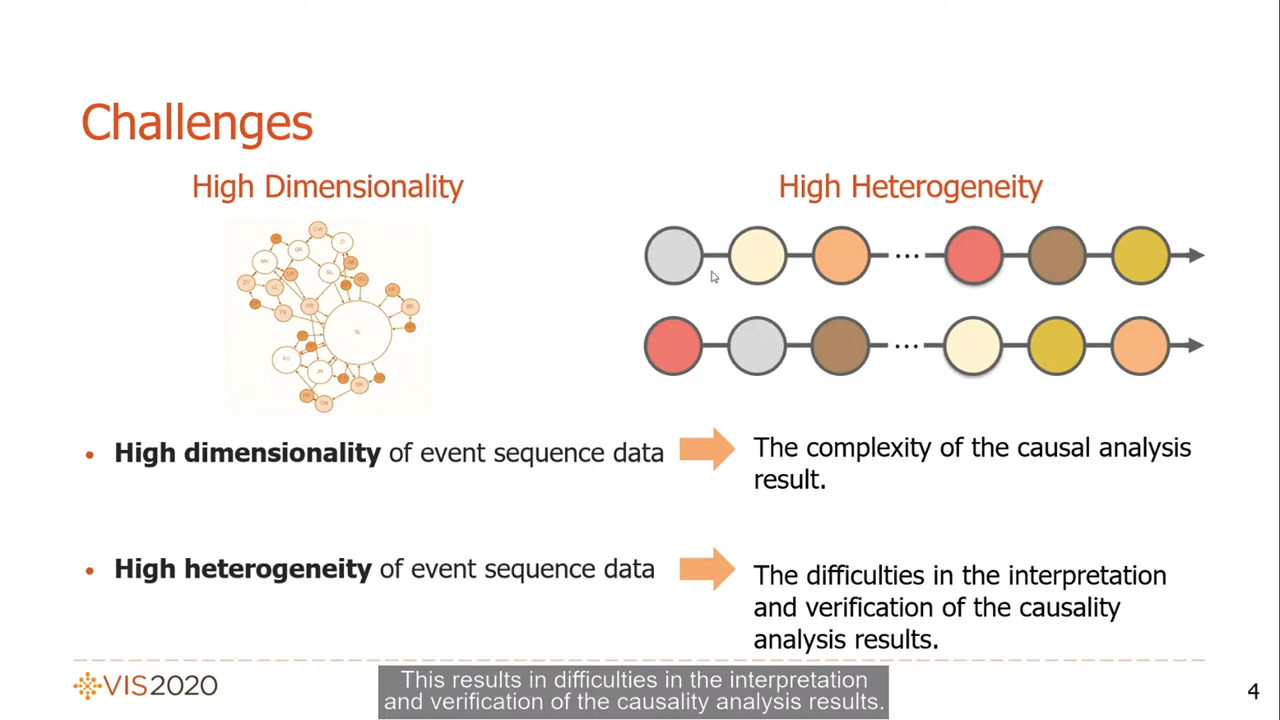 Challenges
High Dimensionality
High Heterogeneity
...
...
• High dimensionality of event sequence data
The complexity of the causal analysis
result.
• High heterogeneity of event sequence data
The difficulties in the interpretation
and verification of the causality
analysis results.
VIS2020
This results in difficulties in the interpretation
and verification of the causality analysis results.
4